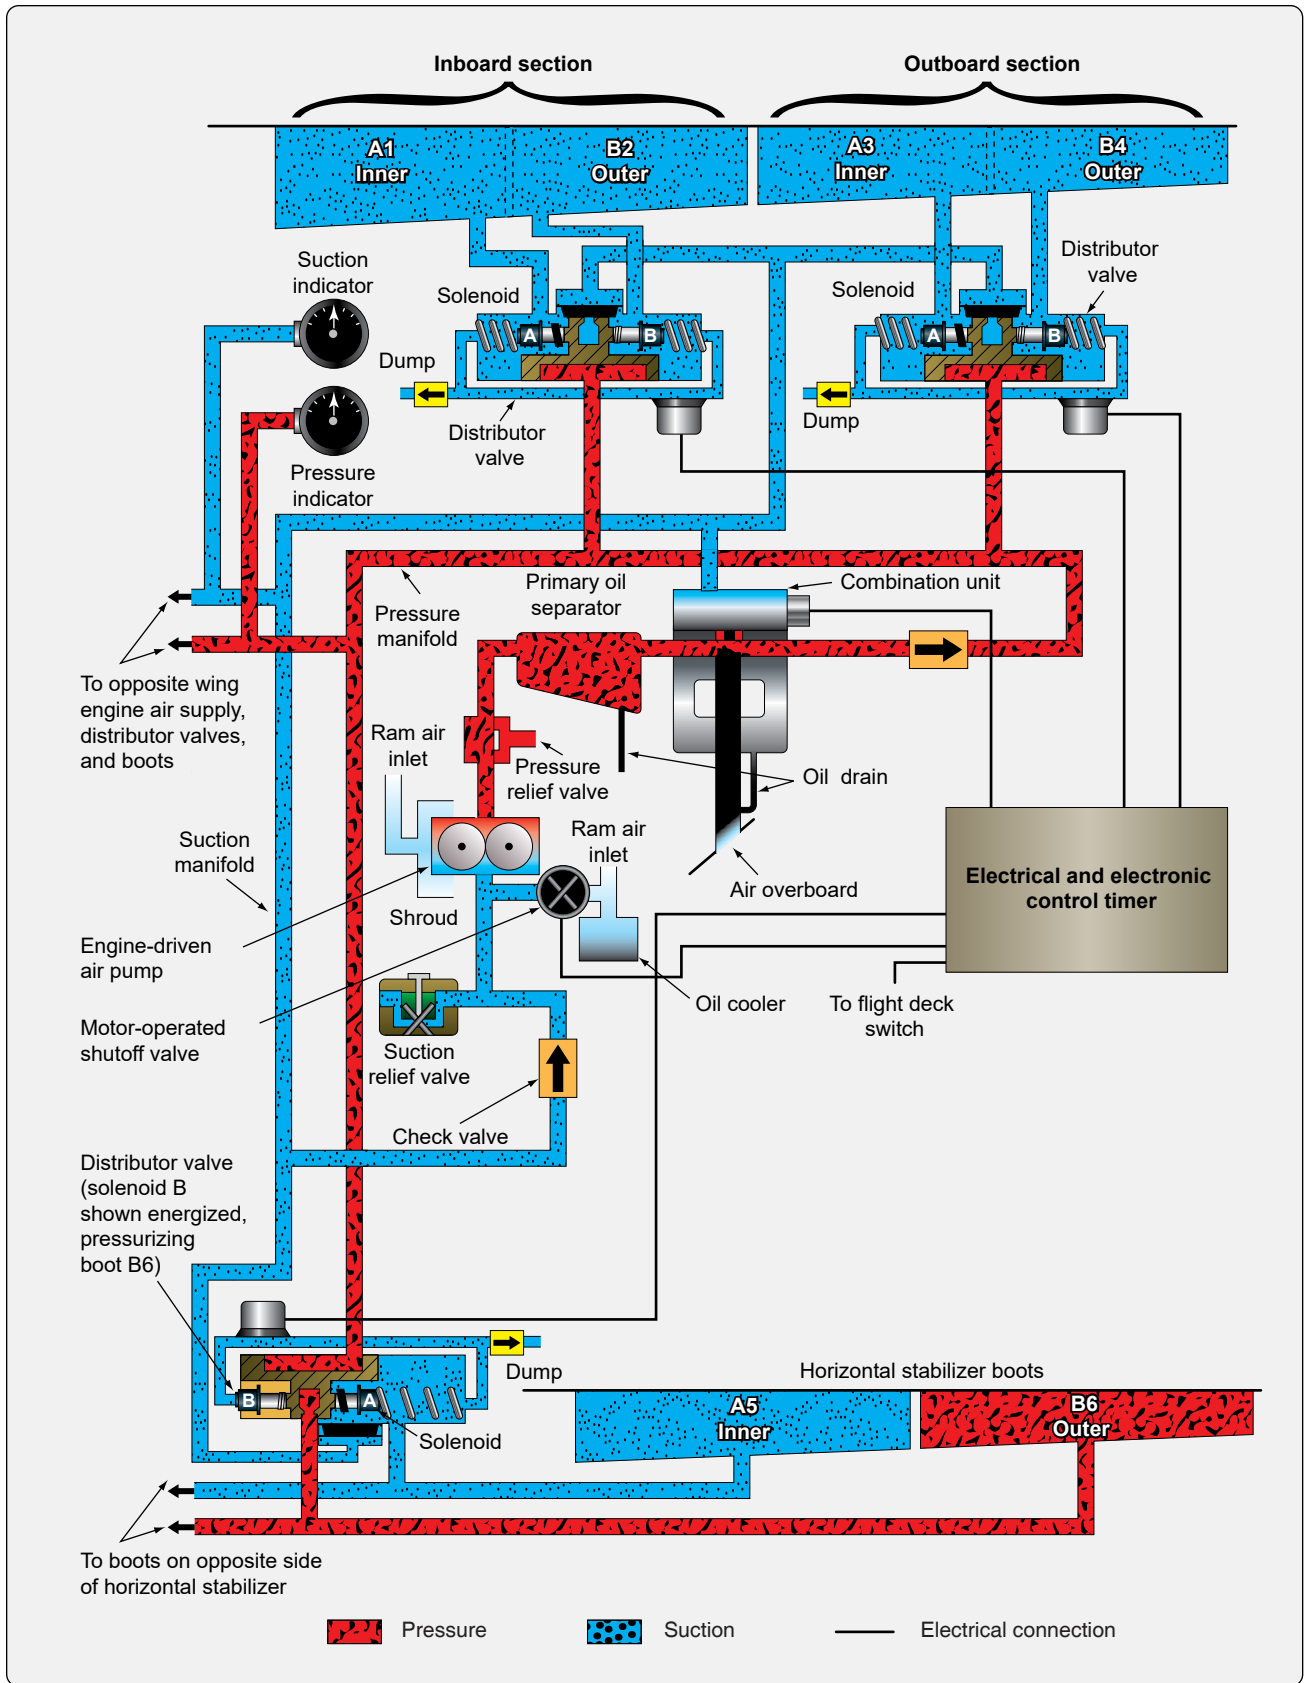 Inboard section
Outboard section
A1
Inner
B2
Outer
A3
Inner
B4
Outer
Suction
indicator
Solenoid
Solenoid
Distributor
valve
A
B
A
B
Dump
Dump
Distributor
valve
Pressure
indicator
Pressure
manifold
Primary oil
separator
Combination unit
To opposite wing
engine air supply,
distributor valves,
and boots
Ram air
inlet
Pressure
relief valve
Oil drain
Suction
manifold
Ram air
inlet
Air overboard
Electrical and electronic
control timer
Shroud
Engine-driven
air pump
Oil cooler
To flight deck
switch
Motor-operated
shutoff valve
Suction
relief valve
Check valve
Distributor valve
(solenoid B
shown energized,
pressurizing
boot B6)
Dump
Horizontal stabilizer boots
B
A
A5
Inner
B6
Outer
Solenoid
To boots on opposite side
of horizontal stabilizer
Pressure
Suction
Electrical connection